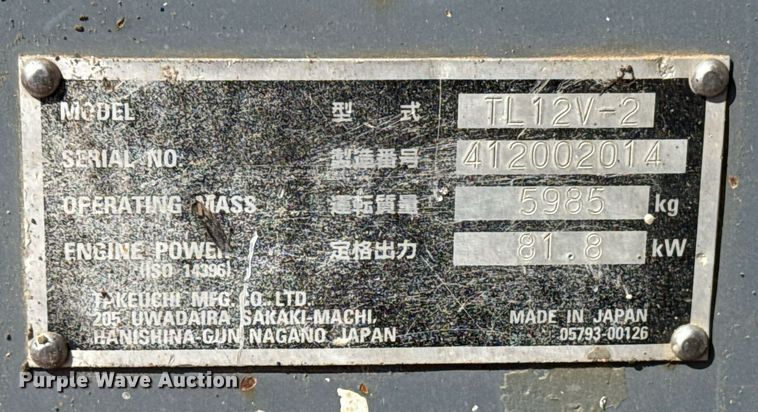 MODEL 型式 TL12V-2
SERIAL NO. 製造番号 412002014
OPERATING MASS 運転質量 5985 kg
ENGINE POWER 定格出力 81.8 kW
(ISO 14396)
TAKEUCHI MFG. CO., LTD.
205 UWADAIRA SAKAKI-MACHI, MADE IN JAPAN
HANISHINA-GUN NAGANO JAPAN 05793-00126
Purple Wave Auction